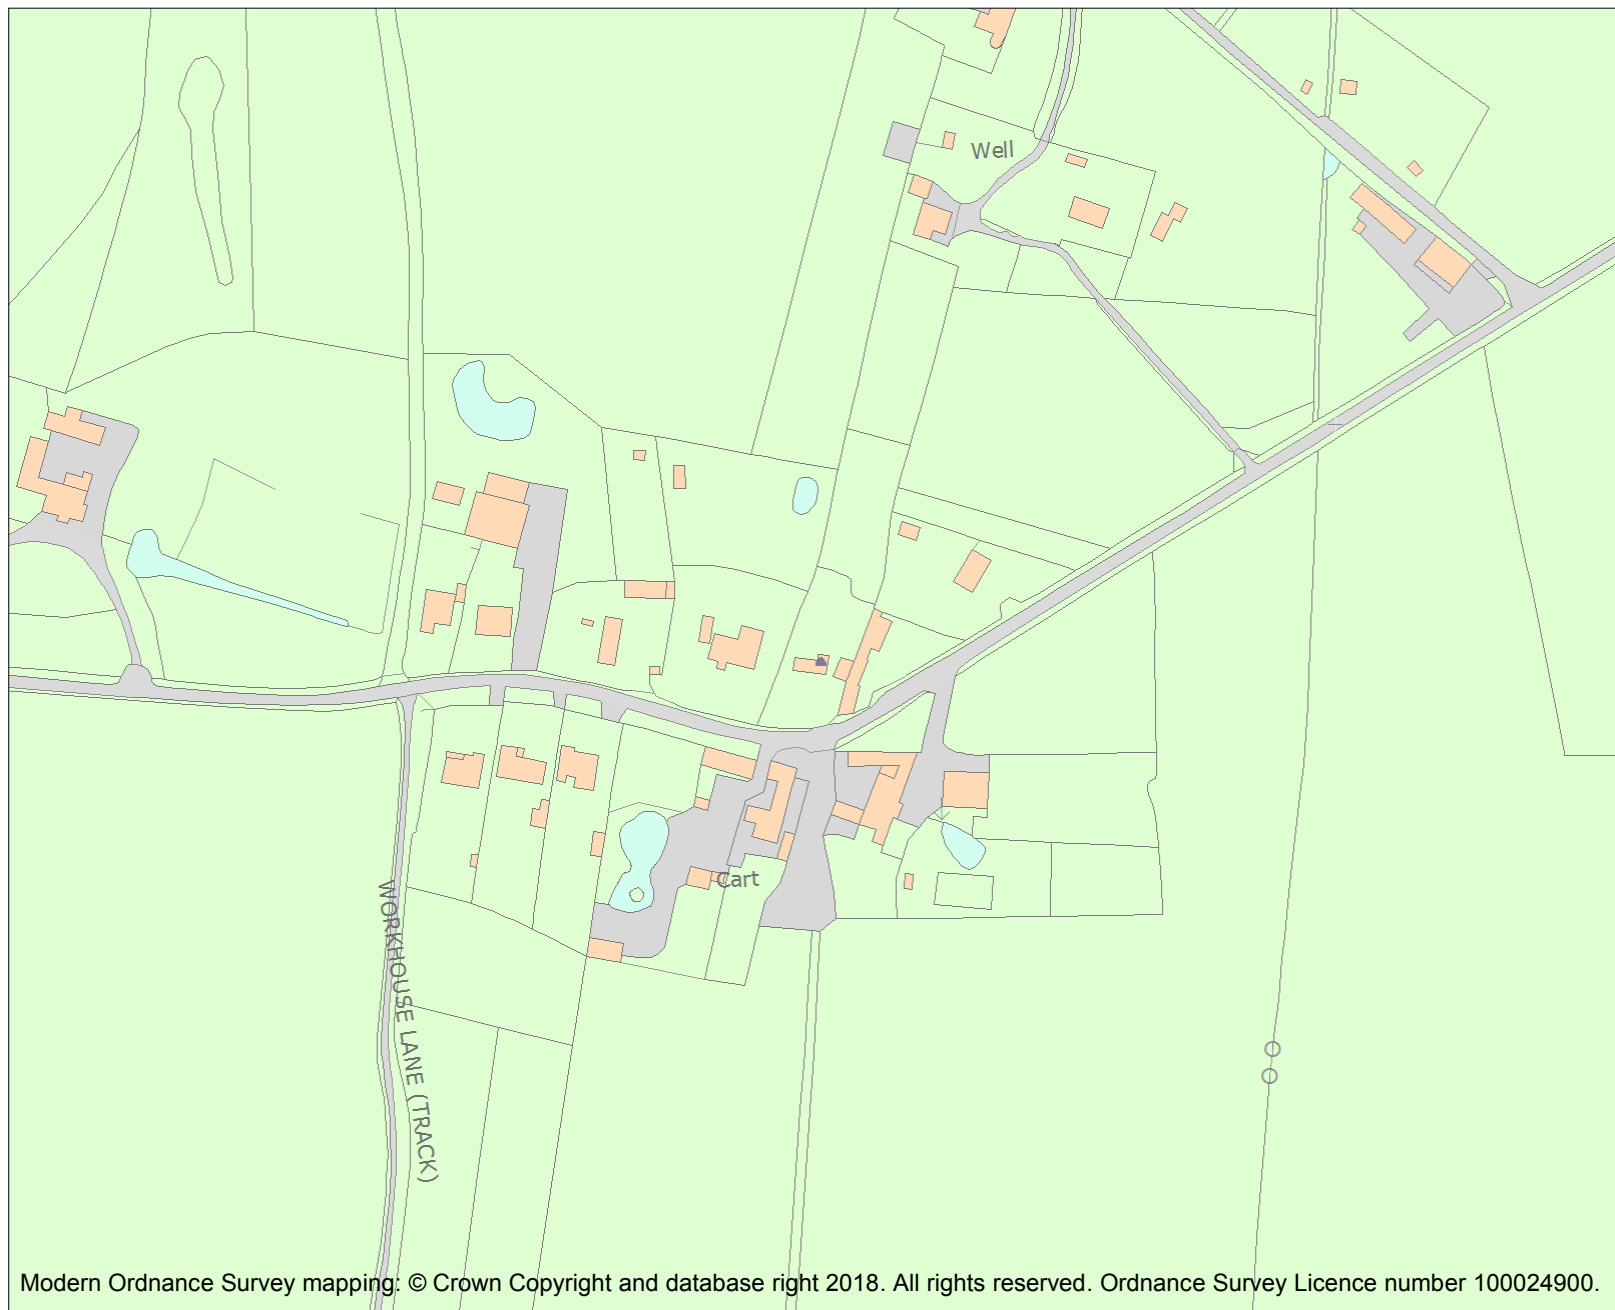 Well
Cart
WORKHOUSE LANE (TRACK)
Modern Ordnance Survey mapping: © Crown Copyright and database right 2018. All rights reserved. Ordnance Survey Licence number 100024900.